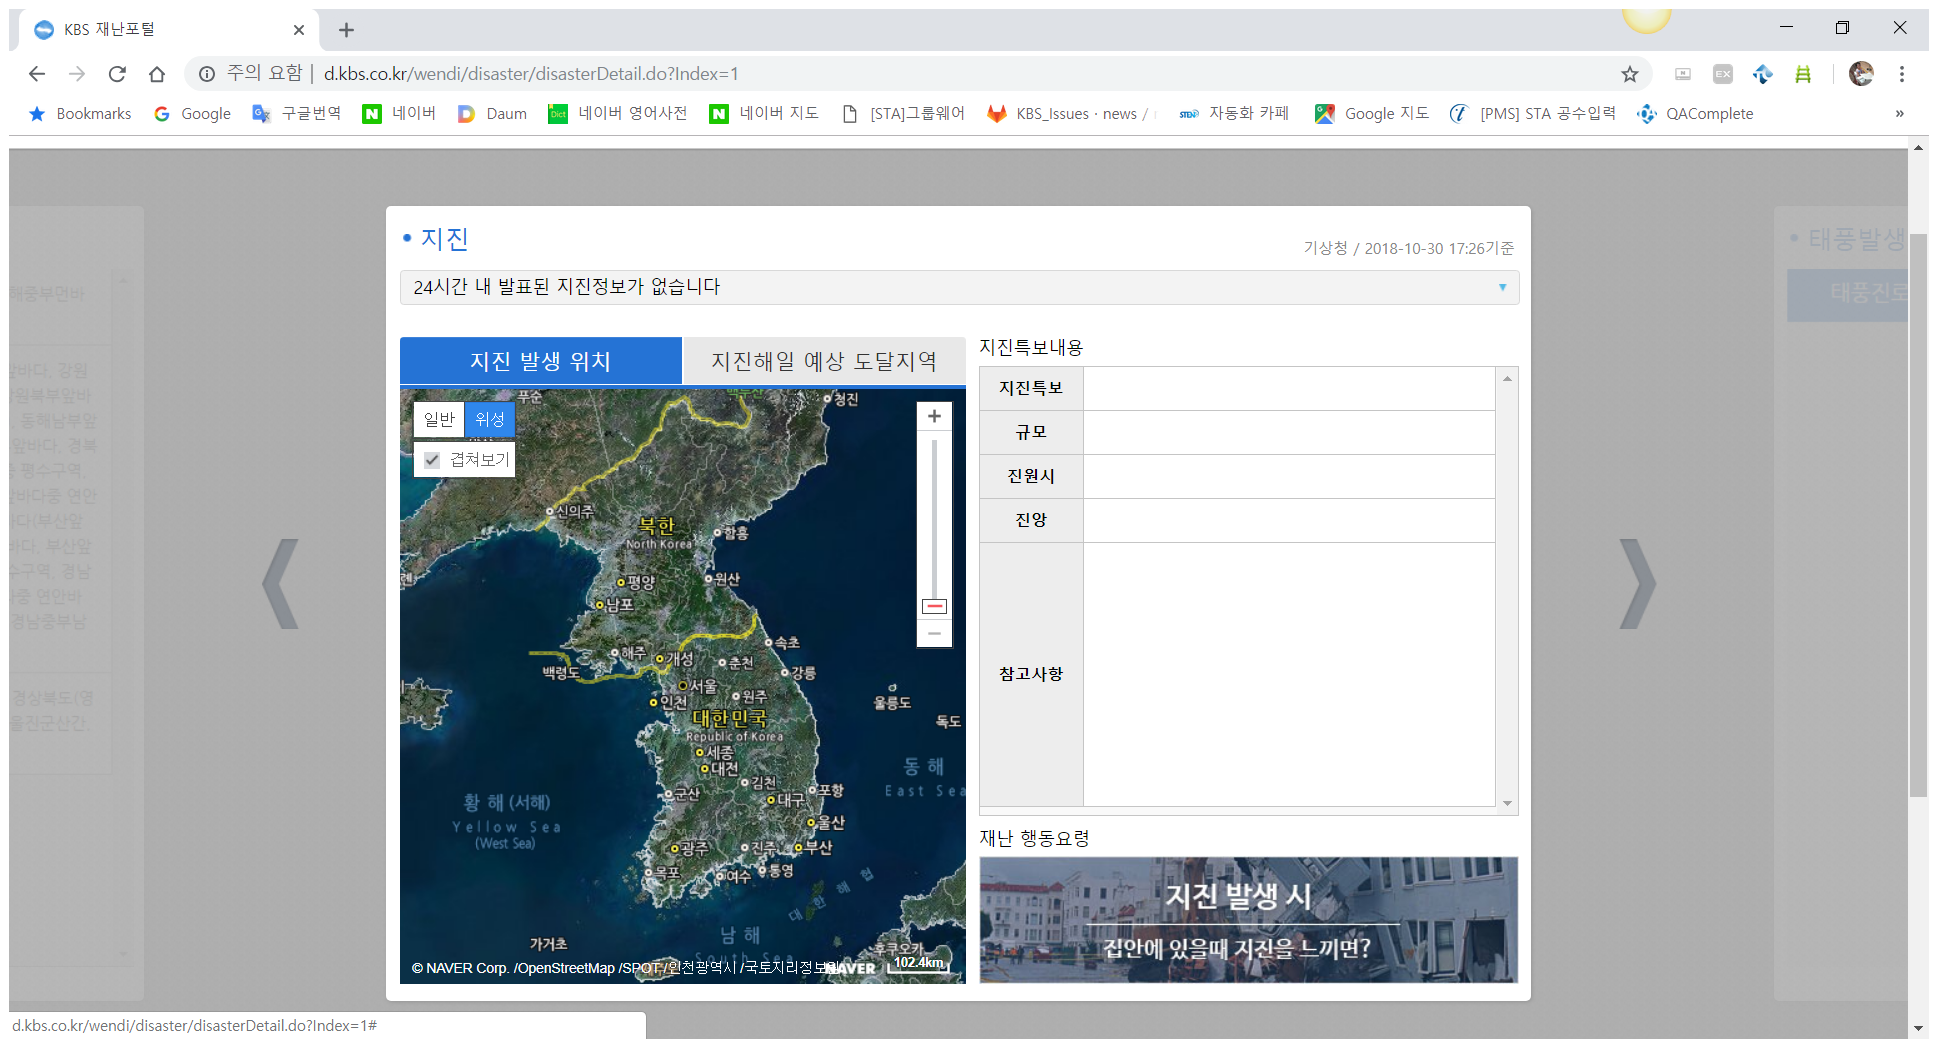 KBS 재난포털
주의 요함 | d.kbs.co.kr/wendi/disaster/disasterDetail.do?Index=1
Bookmarks Google 구글번역 네이버 Daum 네이버 영어사전 네이버 지도 [STA]그룹웨어 KBS_Issues · news / 자동화 카페 Google 지도 [PMS] STA 공수입력 QAComplete »
• 지진
기상청 / 2018-10-30 17:26기준
24시간 내 발표된 지진정보가 없습니다
지진 발생 위치 지진해일 예상 도달지역
일반 위성
겹쳐보기
푸순
청진
신의주
북한
North Korea
함흥
평양
원산
남포
속초
해주
개성
춘천
백령도
강릉
서울
인천
원주
울릉도
독도
대한민국
Republic of Korea
세종
대전
동해
East Sea
김천
군산
대구
포항
황해(서해)
Yellow Sea
(West Sea)
울산
광주
진주
부산
목포
여수
통영
대한해협
남해
South Sea
가거초
후쿠오카
102.4km
© NAVER Corp. /OpenStreetMap /SPOT /인천광역시 /국토지리정보원
NAVER
지진특보내용
지진특보
규모
진원시
진앙
참고사항
재난 행동요령
지진 발생 시
집안에 있을때 지진을 느끼면?
해중부먼바
앞바다, 강원
강원북부앞바
, 동해남부앞
앞바다, 경북
중 평수구역,
앞바다중 연안
바다(부산앞
바다, 부산앞
수구역, 경남
다중 연안바
경남중부남
경상북도(영
울진군산간,
• 태풍발생
태풍진로
d.kbs.co.kr/wendi/disaster/disasterDetail.do?Index=1#